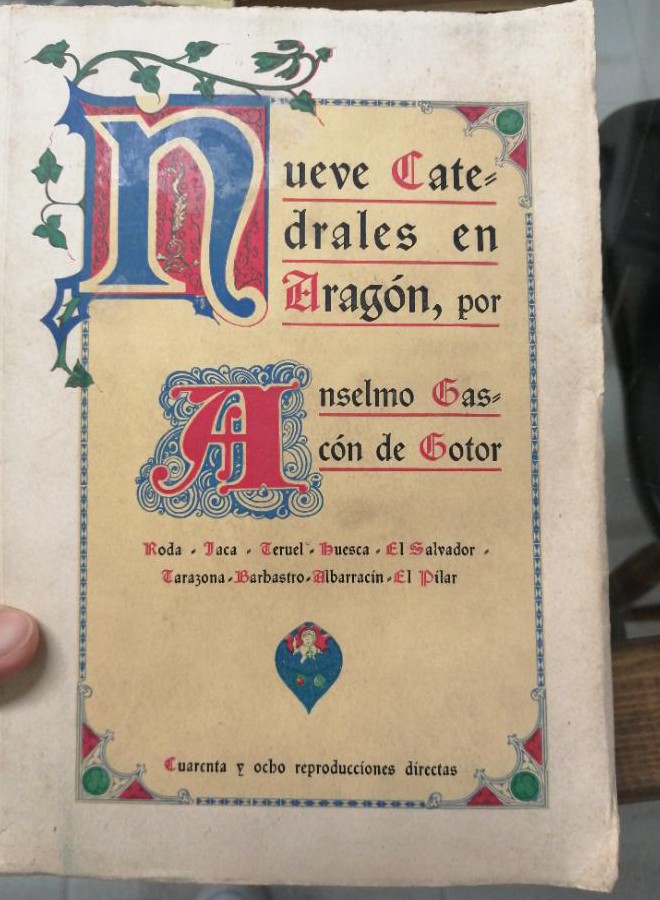 Nueve Cate=
drales en
Aragón, por
Anselmo Gas=
cón de Gotor
Roda - Jaca - Teruel - Huesca - El Salvador -
Tarazona - Barbastro - Albarracín - El Pilar
Cuarenta y ocho reproducciones directas